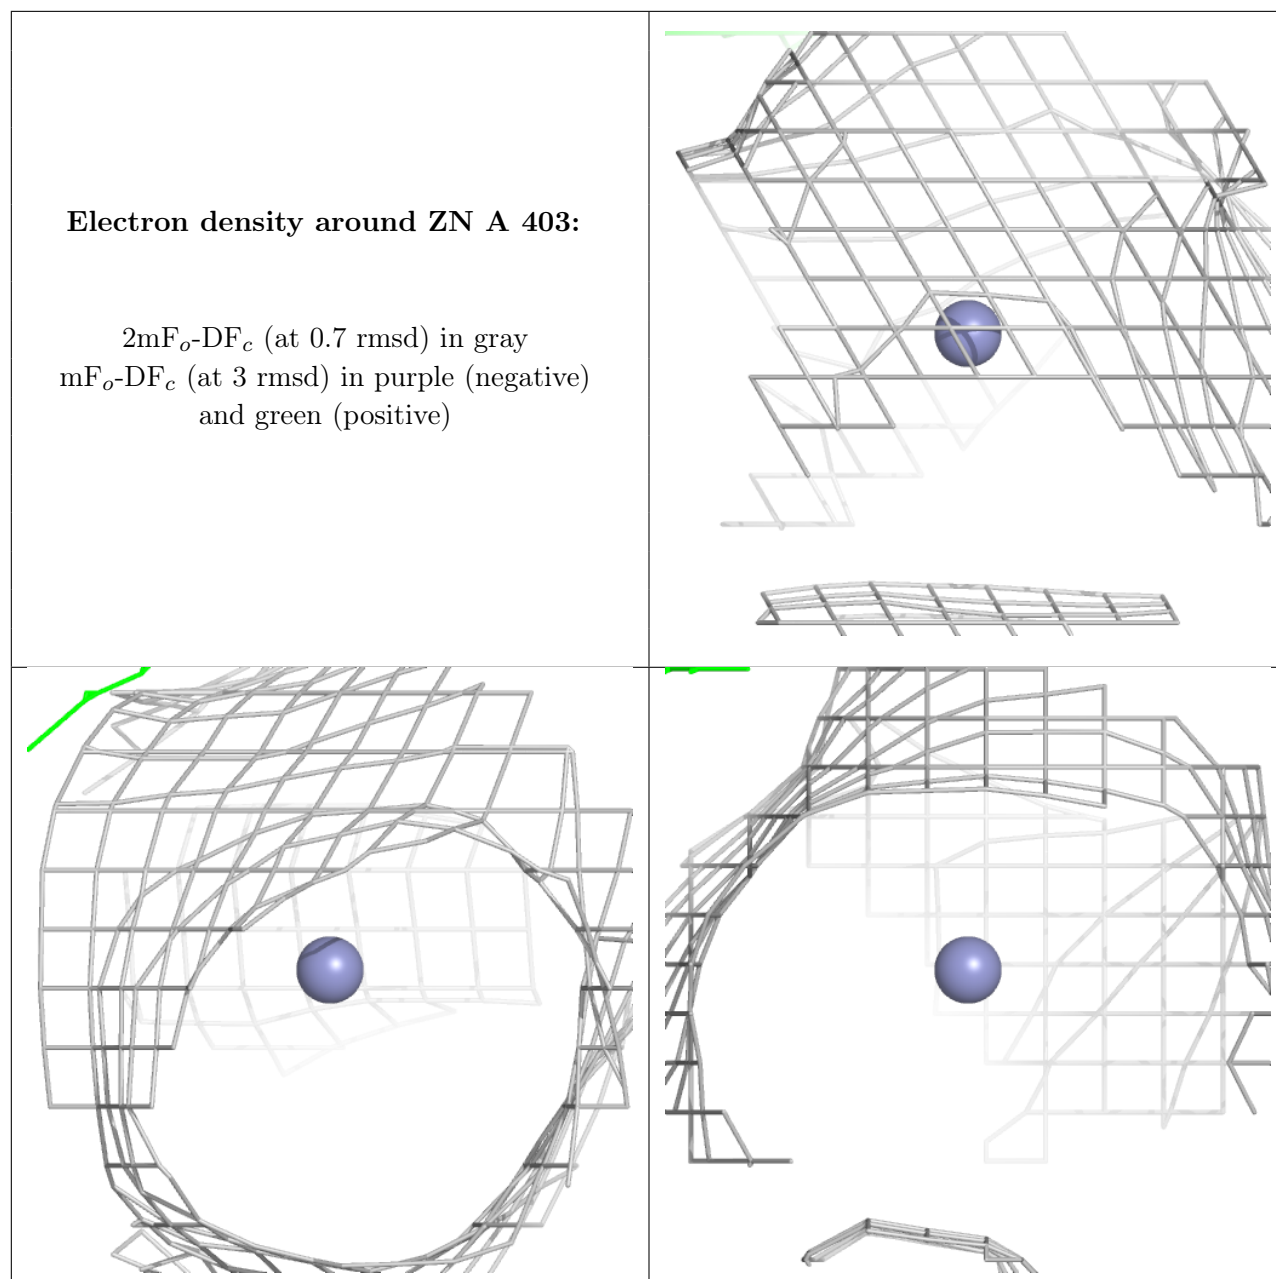 Electron density around ZN A 403:
2mFo-DFc (at 0.7 rmsd) in gray
mFo-DFc (at 3 rmsd) in purple (negative)
and green (positive)